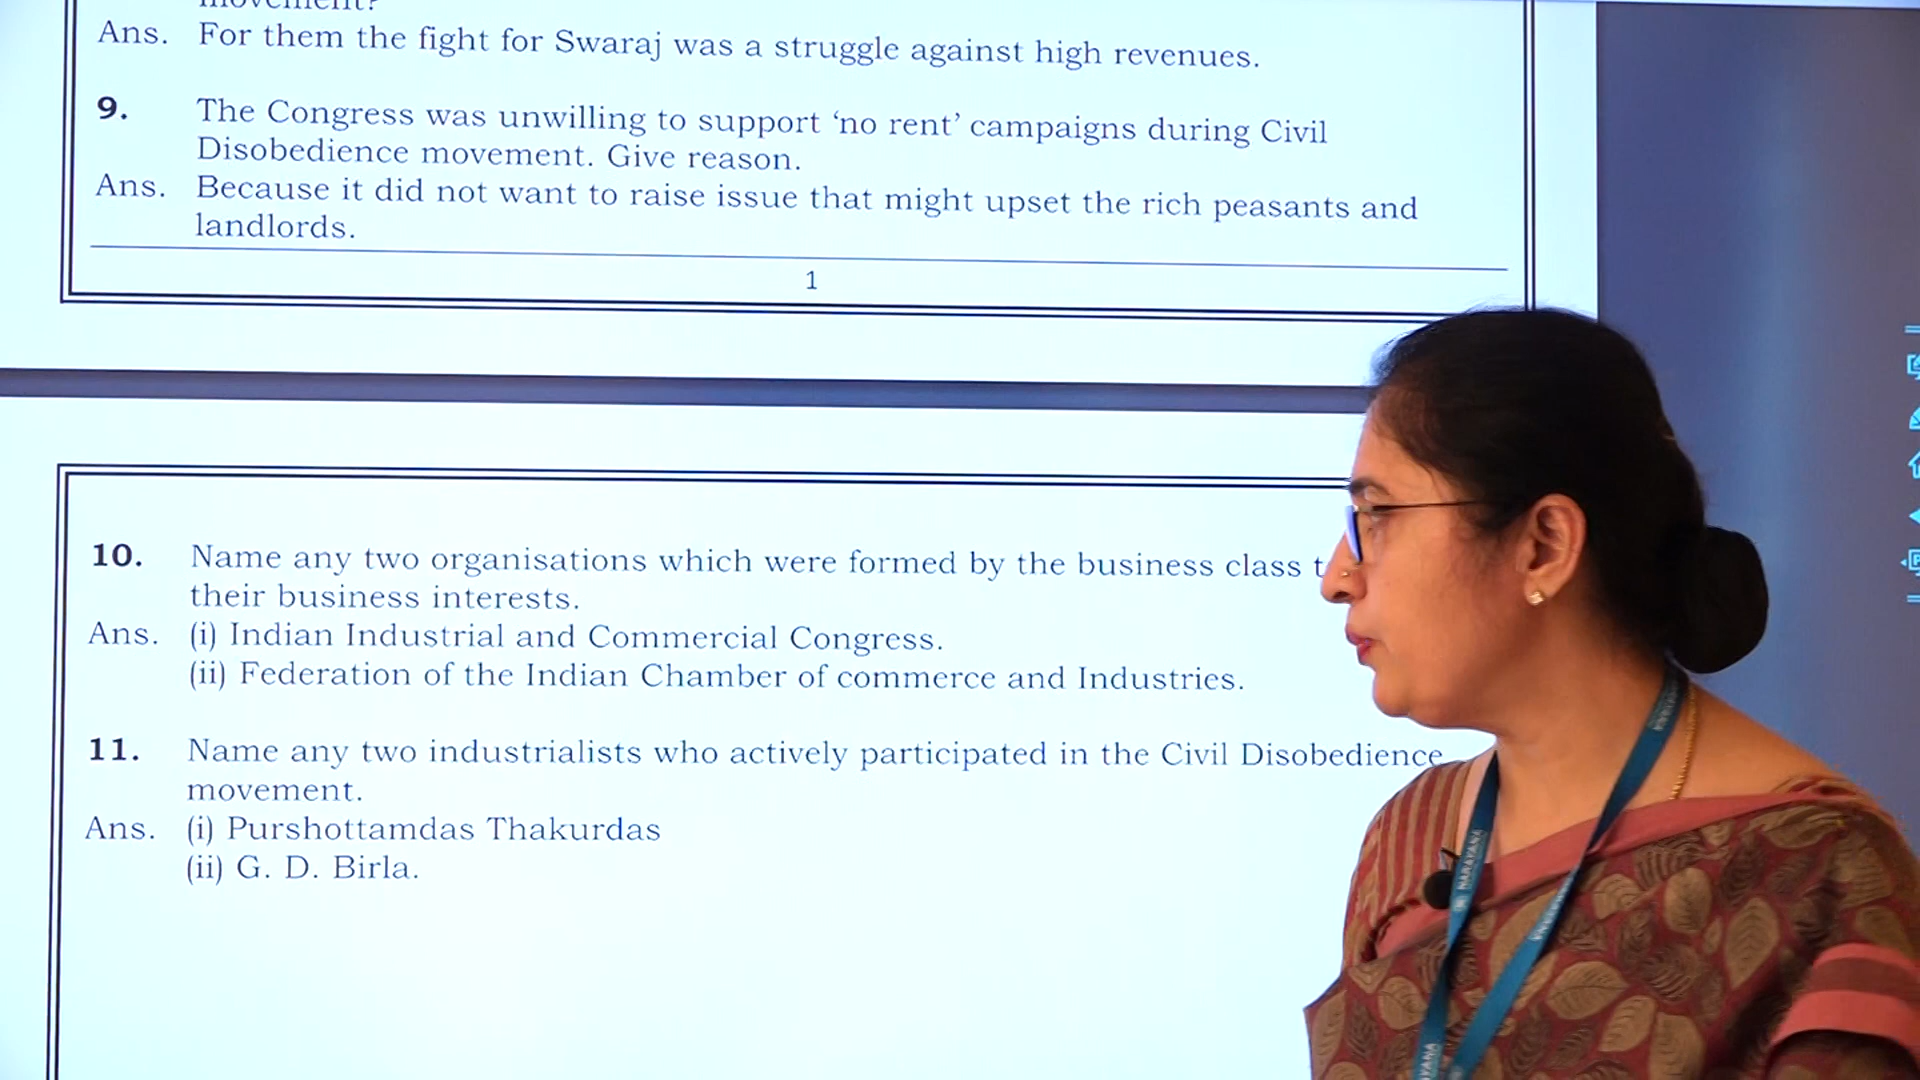 Ans. For them the fight for Swaraj was a struggle against high revenues.
9. The Congress was unwilling to support ‘no rent’ campaigns during Civil
Disobedience movement. Give reason.
Ans. Because it did not want to raise issue that might upset the rich peasants and
landlords.
1
10. Name any two organisations which were formed by the business class
their business interests.
Ans. (i) Indian Industrial and Commercial Congress.
(ii) Federation of the Indian Chamber of commerce and Industries.
11. Name any two industrialists who actively participated in the Civil Disobedience
movement.
Ans. (i) Purshottamdas Thakurdas
(ii) G. D. Birla.
NARAYANA